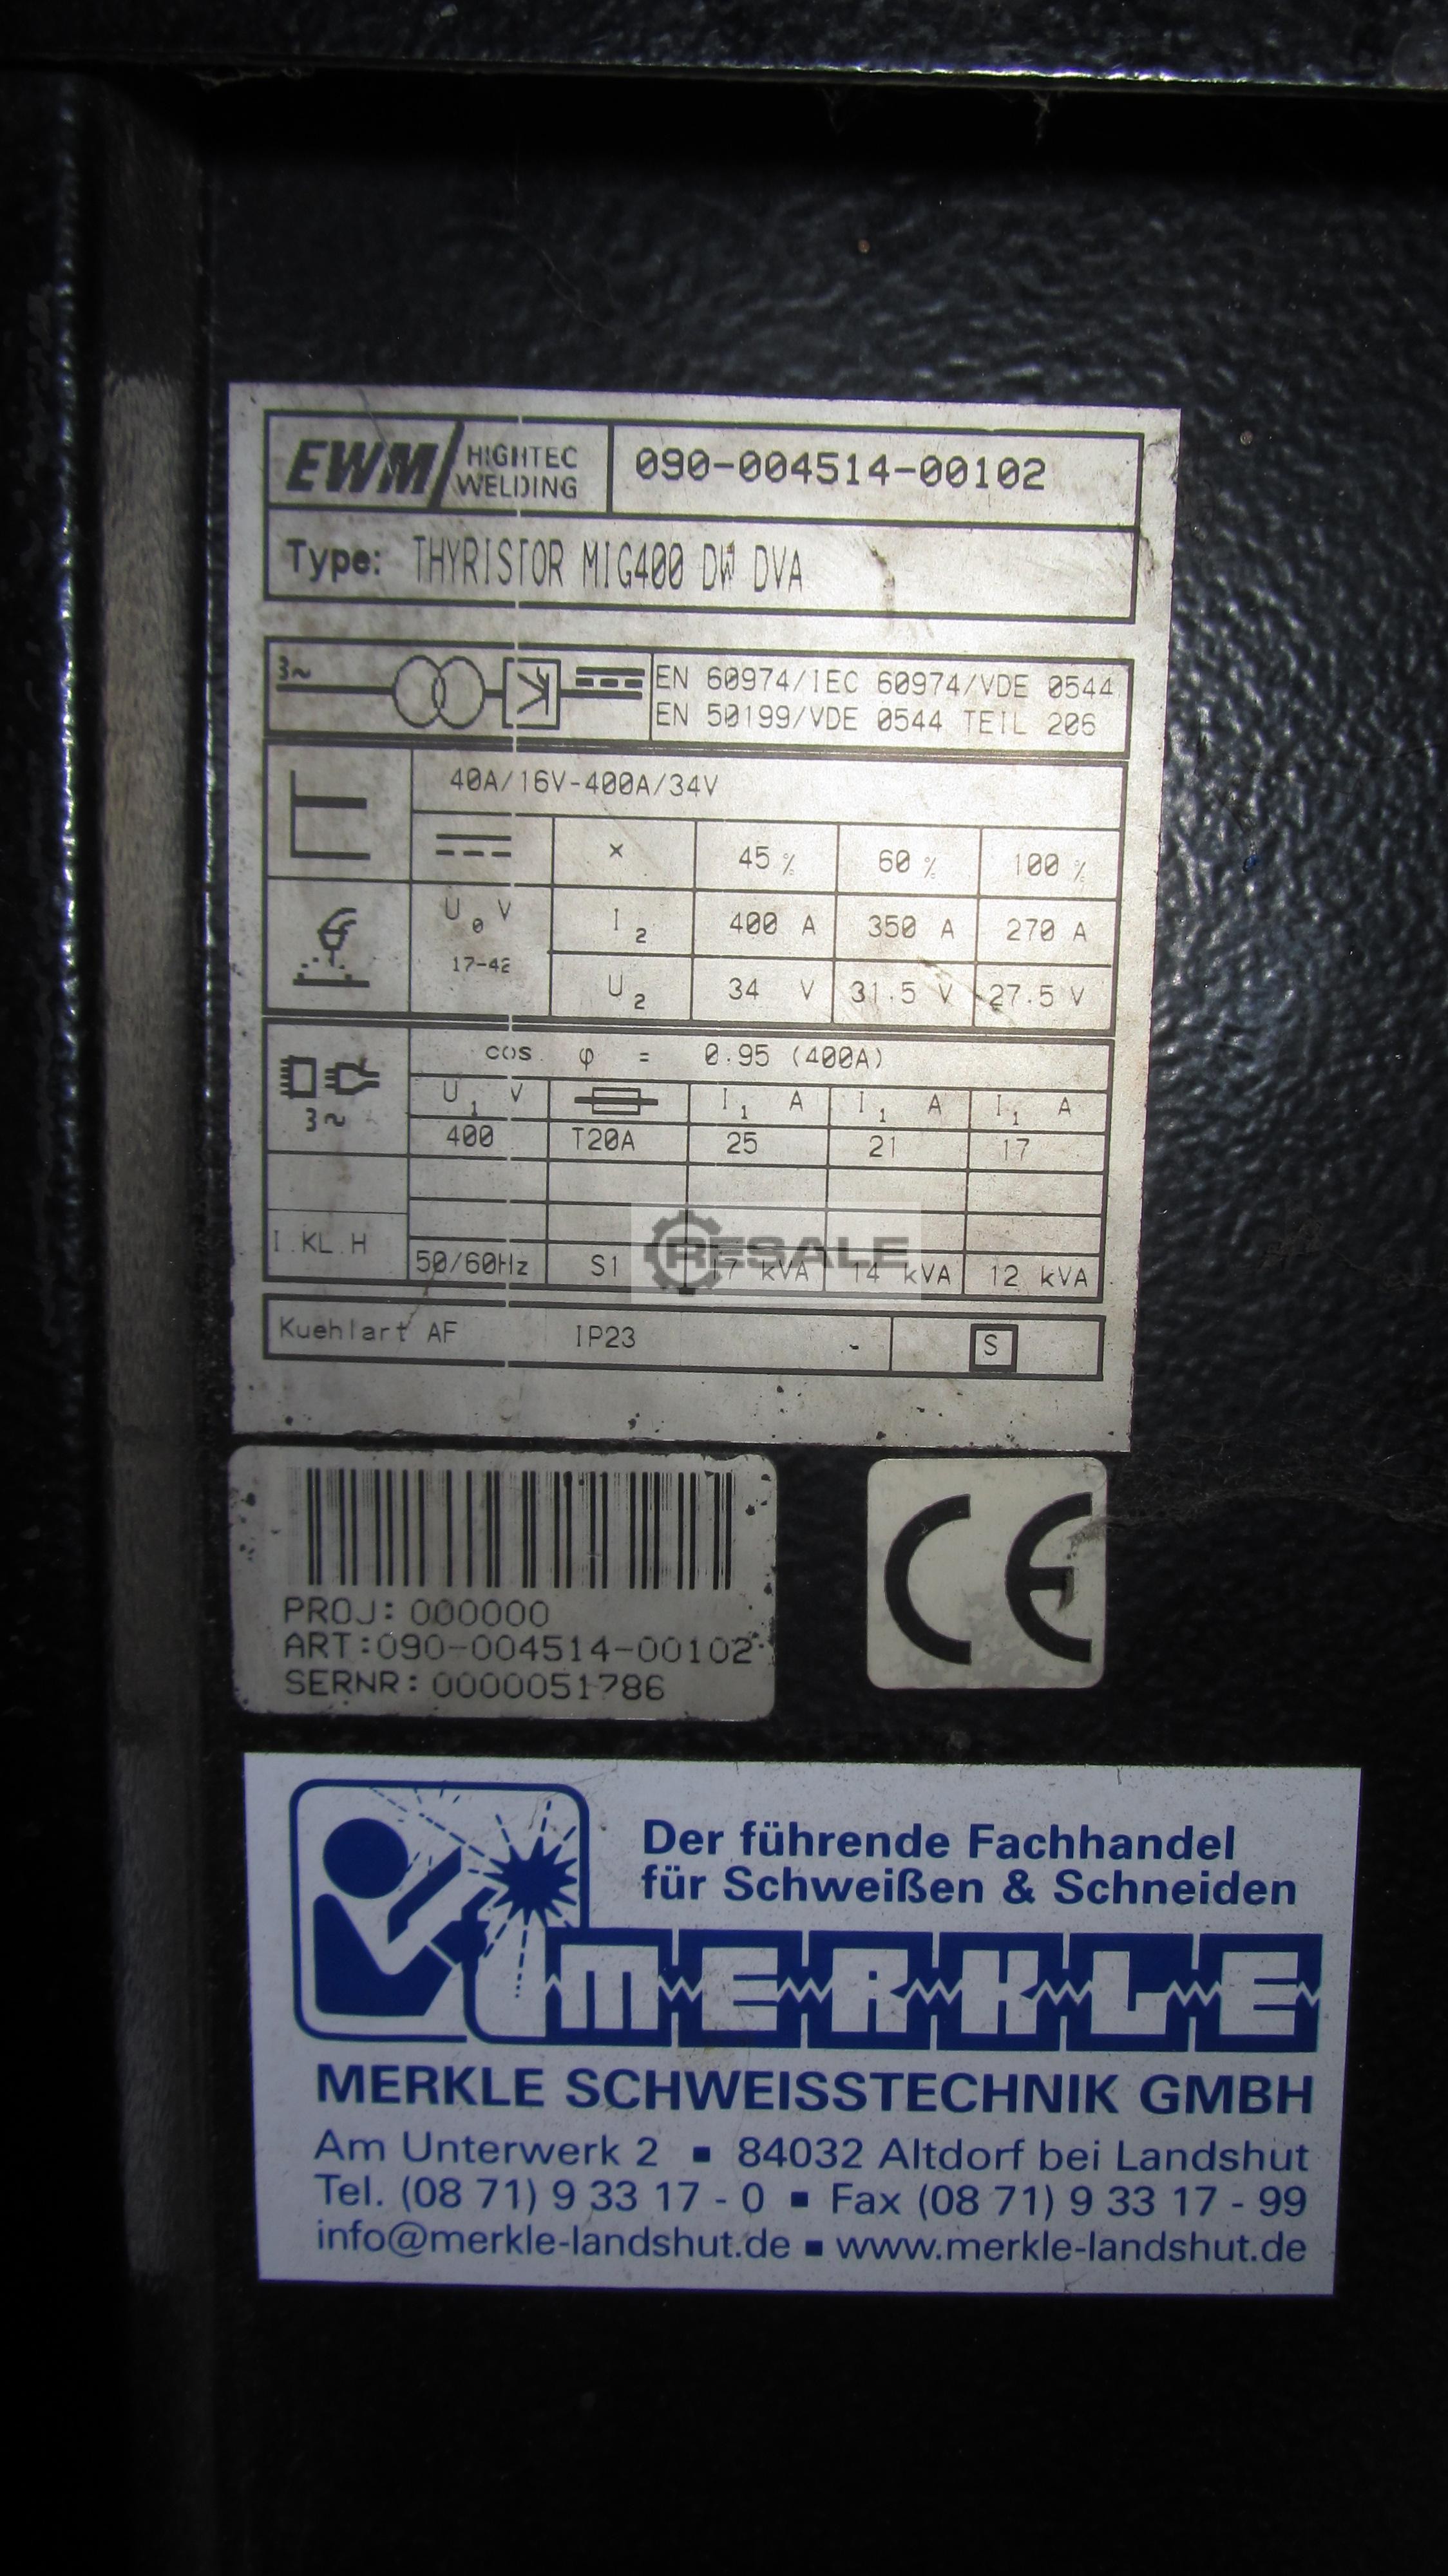 EWM HIGHTEC WELDING 090-004514-00102
Type: THYRISTOR MIG400 DW DVA
3~ EN 60974/IEC 60974/VDE 0544
EN 50199/VDE 0544 TEIL 206
40A/16V-400A/34V
X 45 % 60 % 100 %
U0 V I2 400 A 350 A 270 A
17-42 U2 34 V 31.5 V 27.5 V
cos φ = 0.95 (400A)
3~ U1 V I1 A I1 A I1 A
400 T20A 25 21 17
I.KL.H 50/60Hz S1 17 kVA 14 kVA 12 kVA
Kuehlart AF IP23 - S
RESALE
PROJ: 000000
ART:090-004514-00102
SERNR: 0000051786
CE
Der führende Fachhandel
für Schweißen & Schneiden
MERKLE
MERKLE SCHWEISSTECHNIK GMBH
Am Unterwerk 2 ▪ 84032 Altdorf bei Landshut
Tel. (08 71) 9 33 17 - 0 ▪ Fax (08 71) 9 33 17 - 99
info@merkle-landshut.de ▪ www.merkle-landshut.de